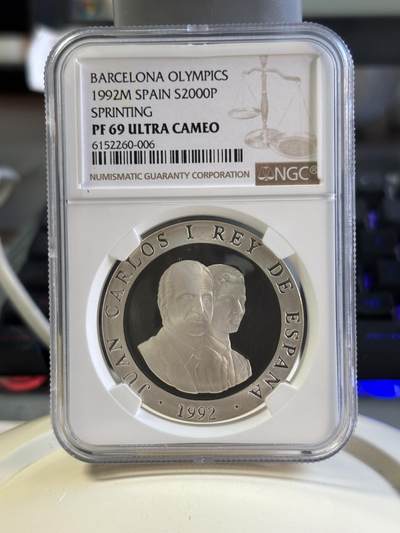 BARCELONA OLYMPICS
1992M SPAIN S2000P
SPRINTING
PF 69 ULTRA CAMEO
6152260-006
NUMISMATIC GUARANTY CORPORATION
NGC®
JUAN CARLOS I REY DE ESPAÑA
· 1992 ·